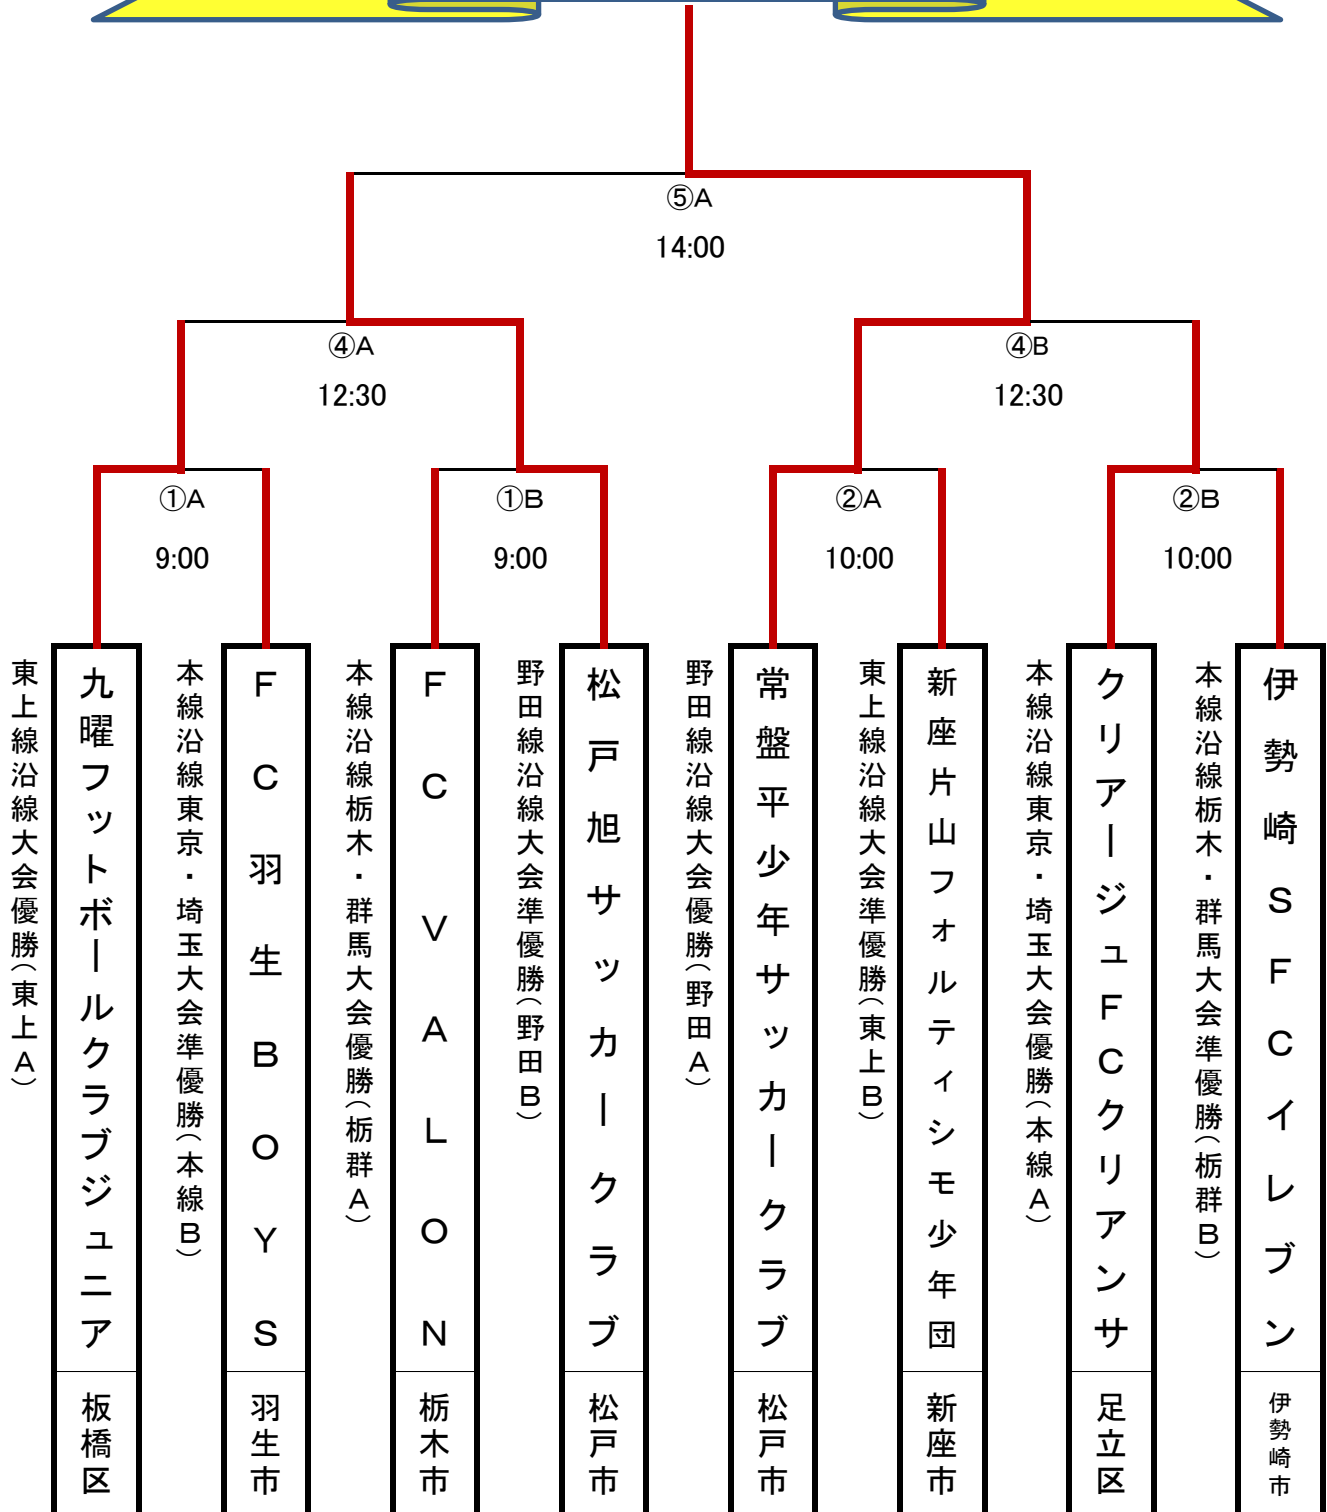 ⑤A
14:00
④A
12:30
④B
12:30
①A
9:00
①B
9:00
②A
10:00
②B
10:00
東上線沿線大会優勝(東上A)
九曜フットボールクラブジュニア
板橋区
本線沿線東京・埼玉大会準優勝(本線B)
FC羽生BOYS
羽生市
本線沿線栃木・群馬大会優勝(栃群A)
FCVALON
栃木市
野田線沿線大会準優勝(野田B)
松戸旭サッカークラブ
松戸市
野田線沿線大会優勝(野田A)
常盤平少年サッカークラブ
松戸市
東上線沿線大会準優勝(東上B)
新座片山フォルティシモ少年団
新座市
本線沿線東京・埼玉大会優勝(本線A)
クリアージュFCクリアンサ
足立区
本線沿線栃木・群馬大会準優勝(栃群B)
伊勢崎SFCイレブン
伊勢崎市